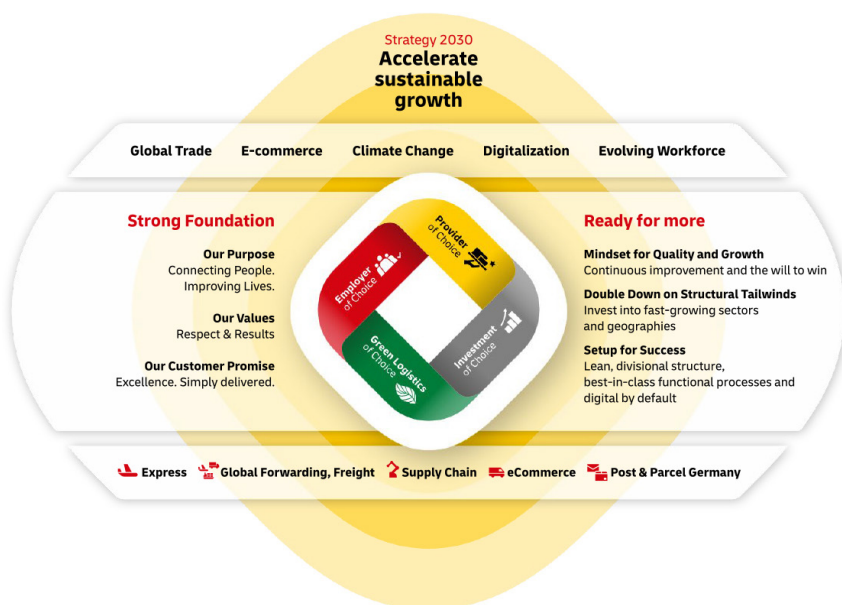 Strategy 2030
Accelerate
sustainable
growth
Global Trade E-commerce Climate Change Digitalization Evolving Workforce
Strong Foundation
Our Purpose
Connecting People.
Improving Lives.
Our Values
Respect & Results
Our Customer Promise
Excellence. Simply delivered.
Employer
of Choice
Provider
of Choice
Green Logistics
of Choice
Investment
of Choice
Ready for more
Mindset for Quality and Growth
Continuous improvement and the will to win
Double Down on Structural Tailwinds
Invest into fast-growing sectors
and geographies
Setup for Success
Lean, divisional structure,
best-in-class functional processes and
digital by default
Express Global Forwarding, Freight Supply Chain eCommerce Post & Parcel Germany